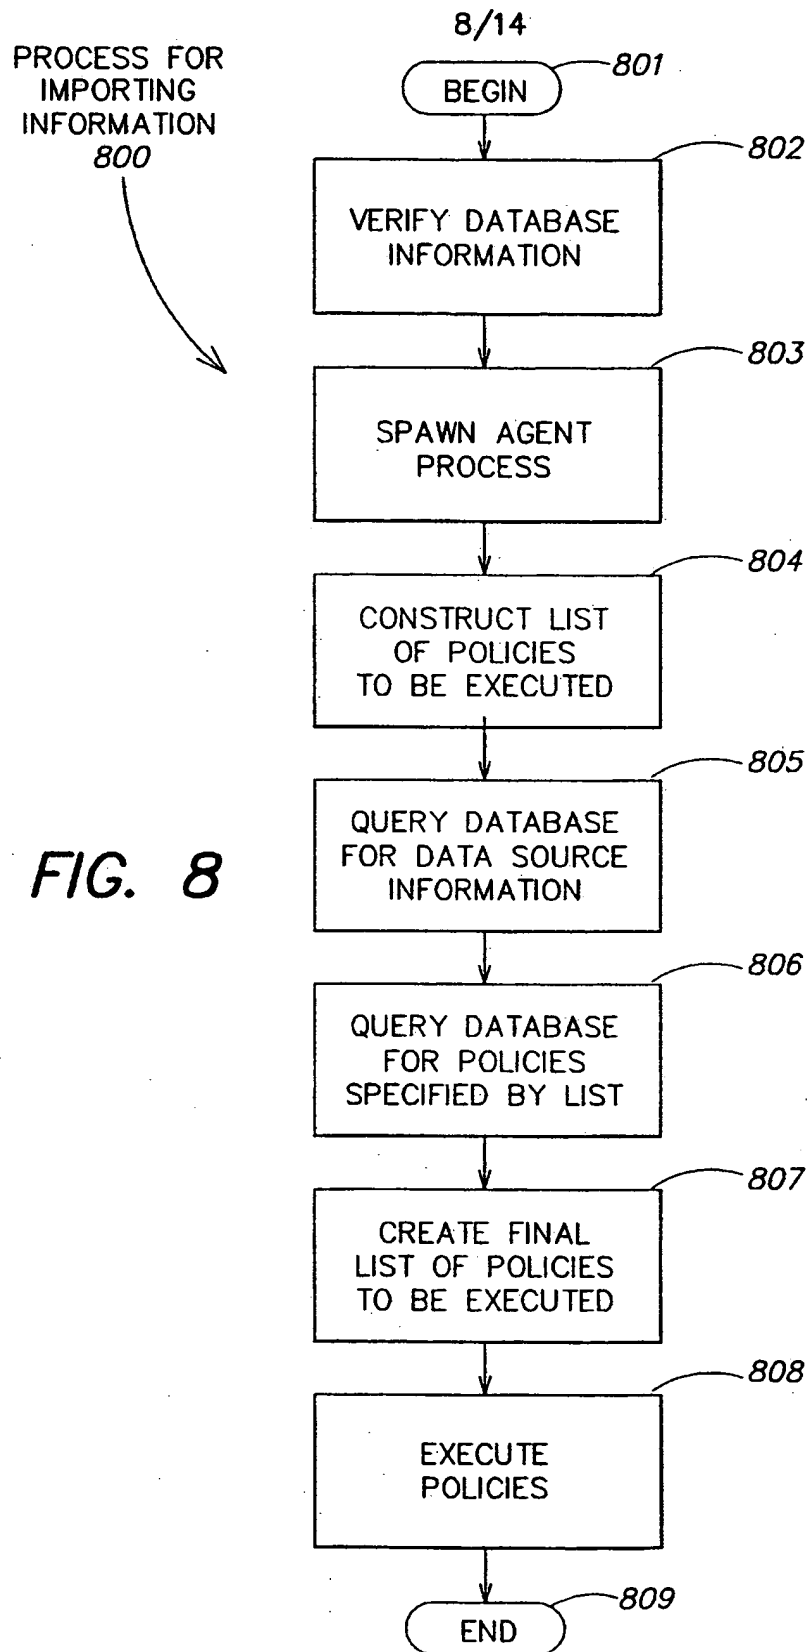 8/14
PROCESS FOR
IMPORTING
INFORMATION
800
BEGIN
801
VERIFY DATABASE
INFORMATION
802
SPAWN AGENT
PROCESS
803
CONSTRUCT LIST
OF POLICIES
TO BE EXECUTED
804
QUERY DATABASE
FOR DATA SOURCE
INFORMATION
805
FIG. 8
QUERY DATABASE
FOR POLICIES
SPECIFIED BY LIST
806
CREATE FINAL
LIST OF POLICIES
TO BE EXECUTED
807
EXECUTE
POLICIES
808
END
809